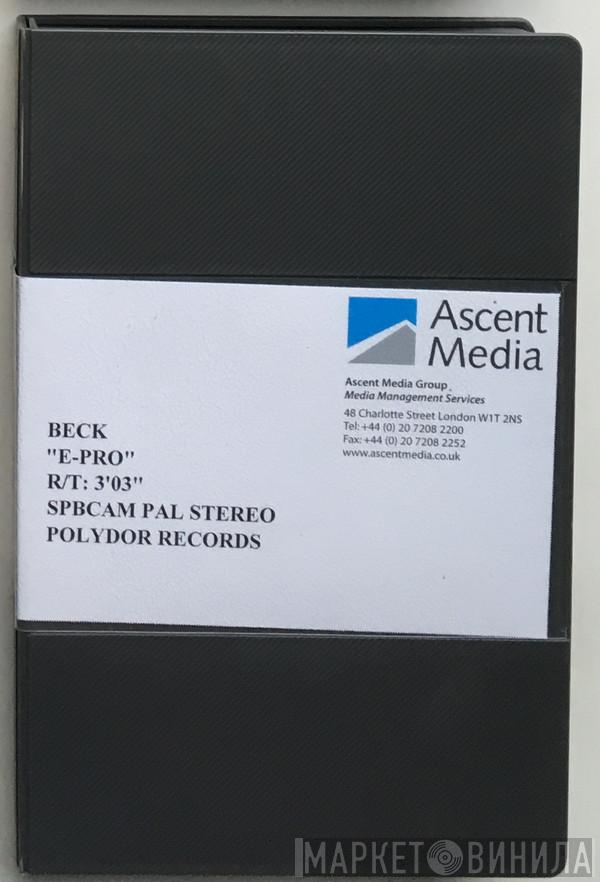 Ascent
Media
Ascent Media Group
Media Management Services
48 Charlotte Street London W1T 2NS
Tel: +44 (0) 20 7208 2200
Fax: +44 (0) 20 7208 2252
www.ascentmedia.co.uk
BECK
"E-PRO"
R/T: 3'03"
SPBCAM PAL STEREO
POLYDOR RECORDS
МАРКЕТ ВИНИЛА